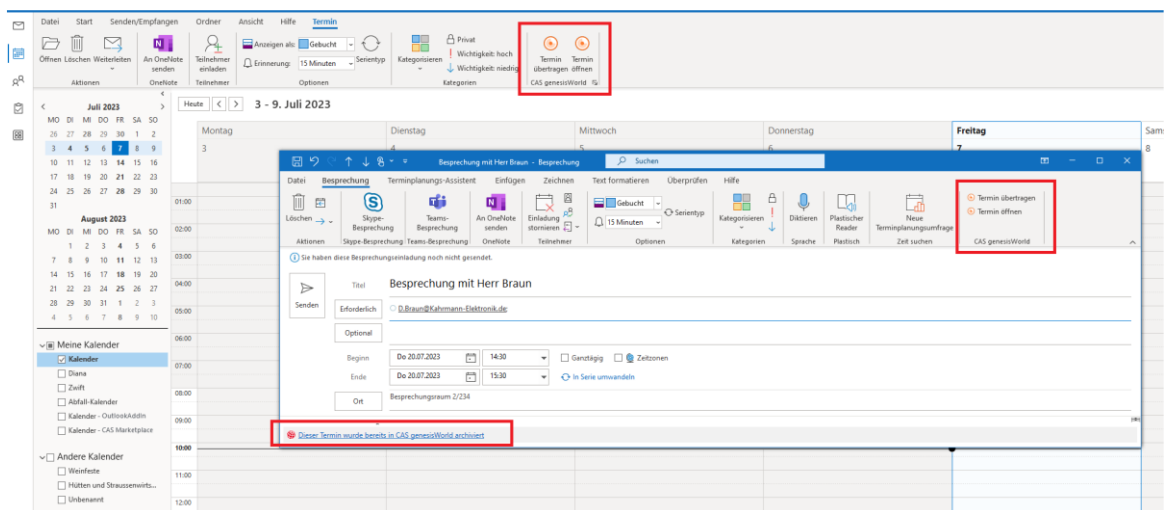 Datei Start Senden/Empfangen Ordner Ansicht Hilfe Termin
Öffnen Löschen Weiterleiten
Aktionen
An OneNote senden
OneNote
Teilnehmer einladen
Teilnehmer
Anzeigen als: Gebucht
Erinnerung: 15 Minuten
Serientyp
Optionen
Kategorisieren
Privat
Wichtigkeit: hoch
Wichtigkeit: niedrig
Kategorien
Termin übertragen
Termin öffnen
CAS genesisWorld
Juli 2023
MO DI MI DO FR SA SO
26 27 28 29 30 1 2
3 4 5 6 7 8 9
10 11 12 13 14 15 16
17 18 19 20 21 22 23
24 25 26 27 28 29 30
31
August 2023
MO DI MI DO FR SA SO
1 2 3 4 5 6
7 8 9 10 11 12 13
14 15 16 17 18 19 20
21 22 23 24 25 26 27
28 29 30 31 1 2 3
4 5 6 7 8 9 10
Meine Kalender
Kalender
Diana
Zwift
Abfall-Kalender
Kalender - OutlookAddin
Kalender - CAS Marketplace
Andere Kalender
Weinfeste
Hütten und Straussenwirts...
Unbenannt
Heute 3 - 9. Juli 2023
Montag Dienstag Mittwoch Donnerstag Freitag Sams
3 4 5 6 7 8
01:00
02:00
03:00
04:00
05:00
06:00
07:00
08:00
09:00
10:00
11:00
12:00
Besprechung mit Herr Braun - Besprechung
Suchen
Datei Besprechung Terminplanungs-Assistent Einfügen Zeichnen Text formatieren Überprüfen Hilfe
Löschen
Aktionen
Skype-Besprechung
Skype-Besprechung
Teams-Besprechung
Teams-Besprechung
An OneNote senden
OneNote
Einladung stornieren
Teilnehmer
Gebucht
15 Minuten
Serientyp
Optionen
Kategorisieren
Kategorien
Diktieren
Sprache
Plastischer Reader
Plastisch
Neue Terminplanungsumfrage
Zeit suchen
Termin übertragen
Termin öffnen
CAS genesisWorld
Sie haben diese Besprechungseinladung noch nicht gesendet.
Senden
Titel Besprechung mit Herr Braun
Erforderlich D.Braun@Kahrmann-Elektronik.de;
Optional
Beginn Do 20.07.2023 14:30 Ganztägig Zeitzonen
Ende Do 20.07.2023 15:30 In Serie umwandeln
Ort Besprechungsraum 2/234
Dieser Termin wurde bereits in CAS genesisWorld archiviert